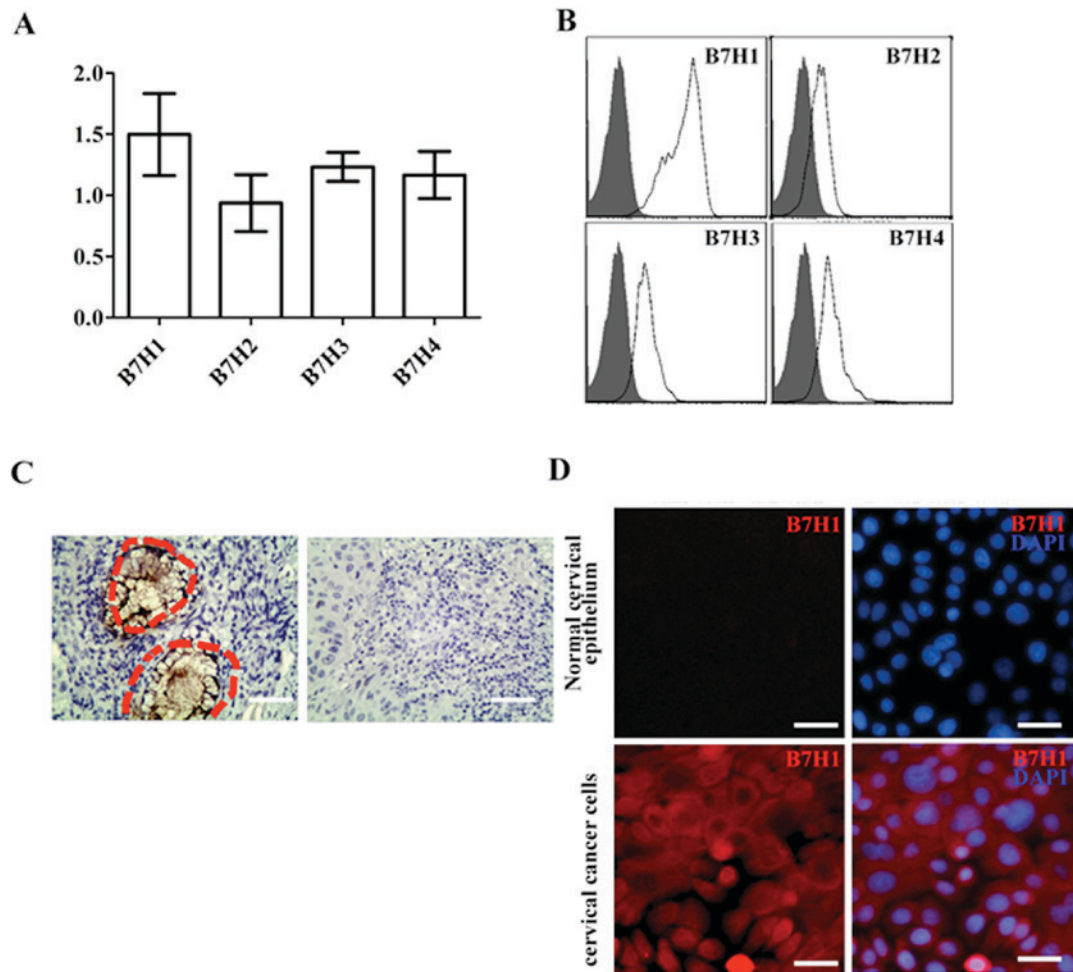 A
2.0
1.5
1.0
0.5
0.0
B7H1
B7H2
B7H3
B7H4
B
B7H1
B7H2
B7H3
B7H4
C
D
Normal cervical
epithelium
B7H1
B7H1
DAPI
cervical cancer cells
B7H1
B7H1
DAPI